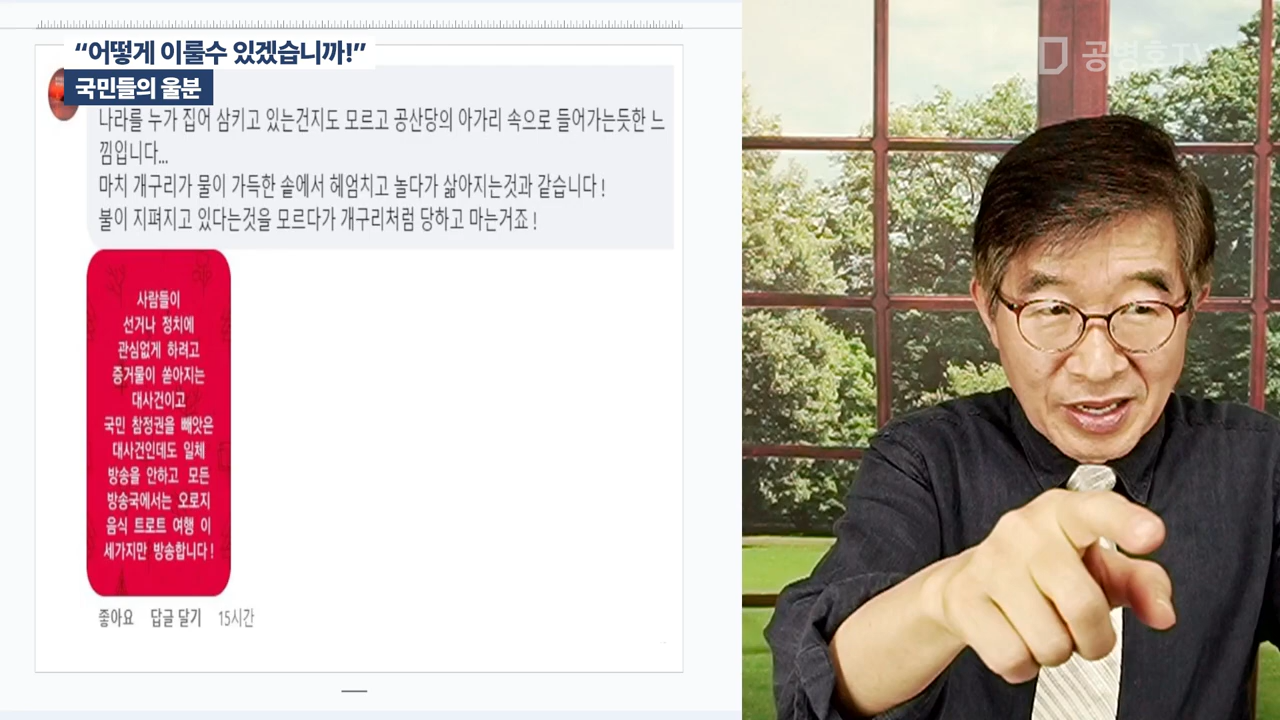 “어떻게 이룰수 있겠습니까!”
국민들의 울분
공병호TV
나라를 누가 집어 삼키고 있는건지도 모르고 공산당의 아가리 속으로 들어가는듯한 느
낌입니다...
마치 개구리가 물이 가득한 솥에서 헤엄치고 놀다가 삶아지는것과 같습니다!
불이 지펴지고 있다는것을 모르다가 개구리처럼 당하고 마는거죠!
사람들이
선거나 정치에
관심없게 하려고
증거물이 쏟아지는
대사건이고
국민 참정권을 빼앗은
대사건인데도 일체
방송을 안하고 모든
방송국에서는 오로지
음식 트로트 여행 이
세가지만 방송합니다!
좋아요 답글 달기 15시간